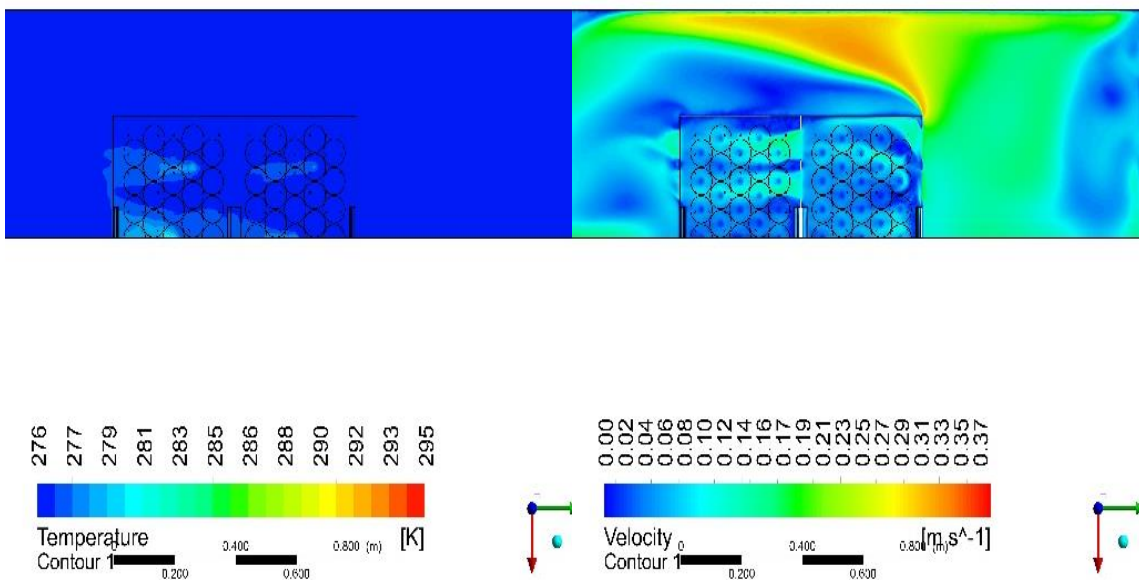 276 277 279 281 283 285 286 288 290 292 293 295
Temperature [K]
Contour 1
0 0.400 0.800 (m)
0.200 0.600
0.00 0.02 0.04 0.06 0.08 0.10 0.12 0.14 0.16 0.17 0.19 0.21 0.23 0.25 0.27 0.29 0.31 0.33 0.35 0.37
Velocity [m s^-1]
Contour 1
0 0.400 0.800 (m)
0.200 0.600